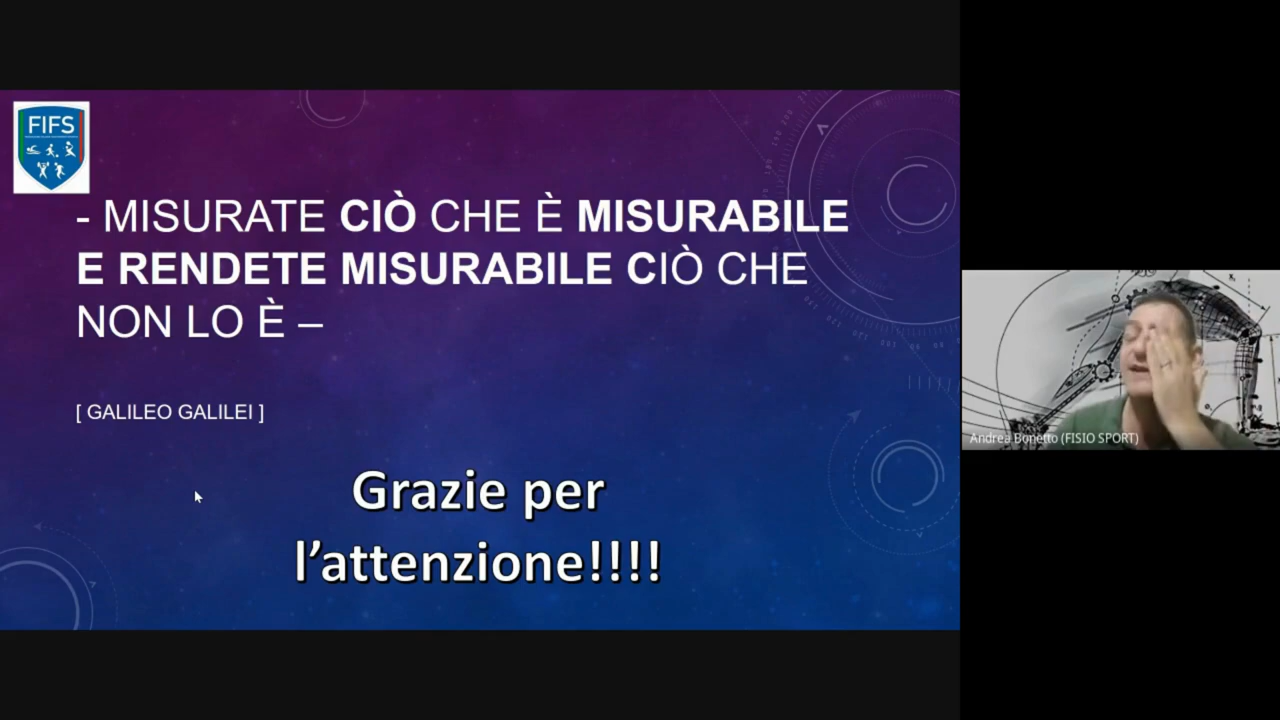 FIFS
- MISURATE CIÒ CHE È MISURABILE
E RENDETE MISURABILE CIÒ CHE
NON LO È –
[ GALILEO GALILEI ]
Grazie per
l’attenzione!!!!
Andrea Bonetto (FISIO SPORT)